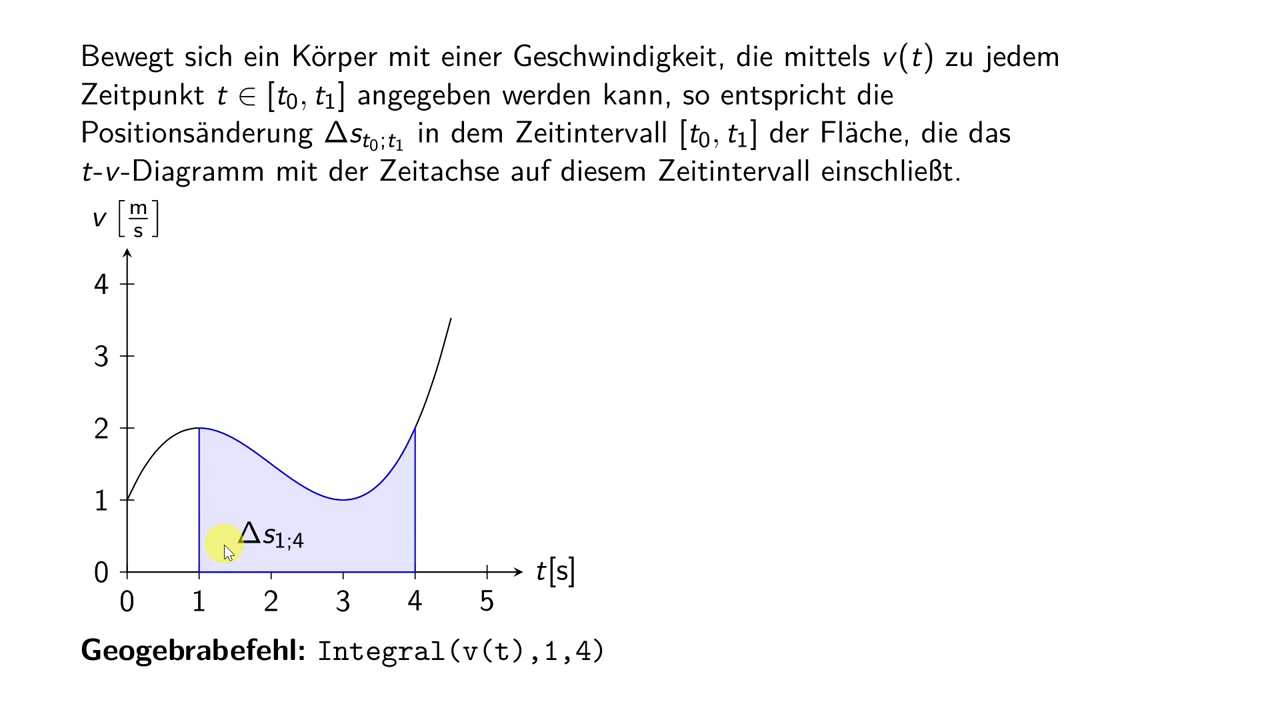 Bewegt sich ein Körper mit einer Geschwindigkeit, die mittels v(t) zu jedem
Zeitpunkt t ∈ [t₀, t₁] angegeben werden kann, so entspricht die
Positionsänderung Δs_{t₀;t₁} in dem Zeitintervall [t₀, t₁] der Fläche, die das
t-v-Diagramm mit der Zeitachse auf diesem Zeitintervall einschließt.
v [m/s]
4
3
2
1
0
Δs_{1;4}
t[s]
0 1 2 3 4 5
Geogebrabefehl: Integral(v(t),1,4)